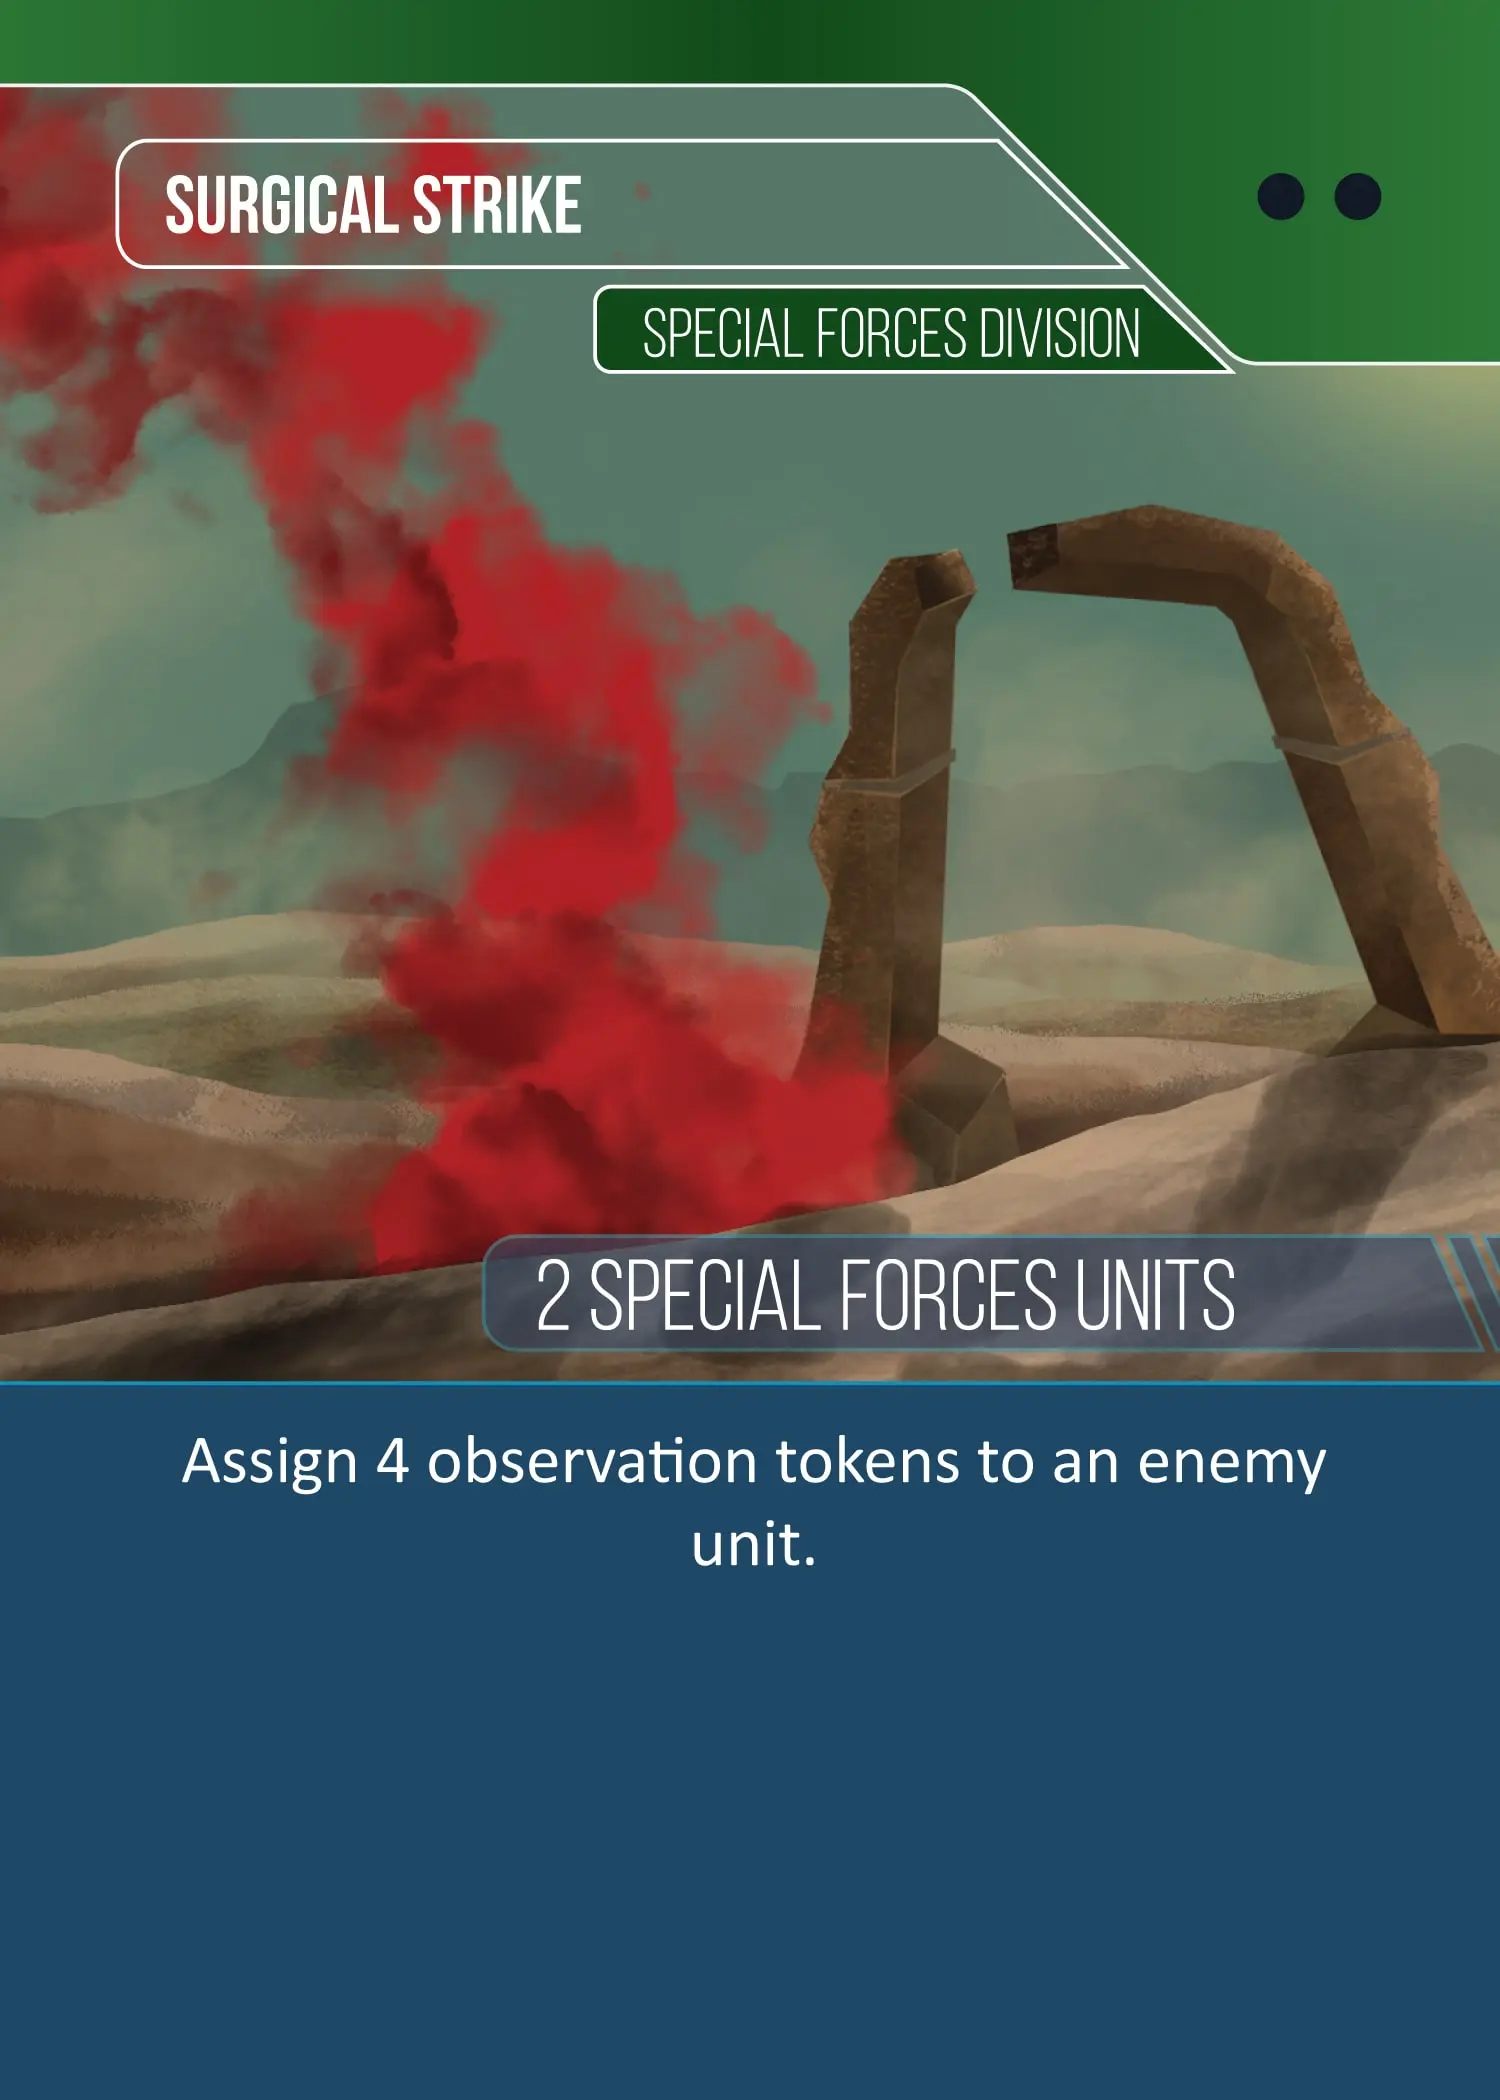 SURGICAL STRIKE
SPECIAL FORCES DIVISION
2 SPECIAL FORCES UNITS
Assign 4 observation tokens to an enemy
unit.